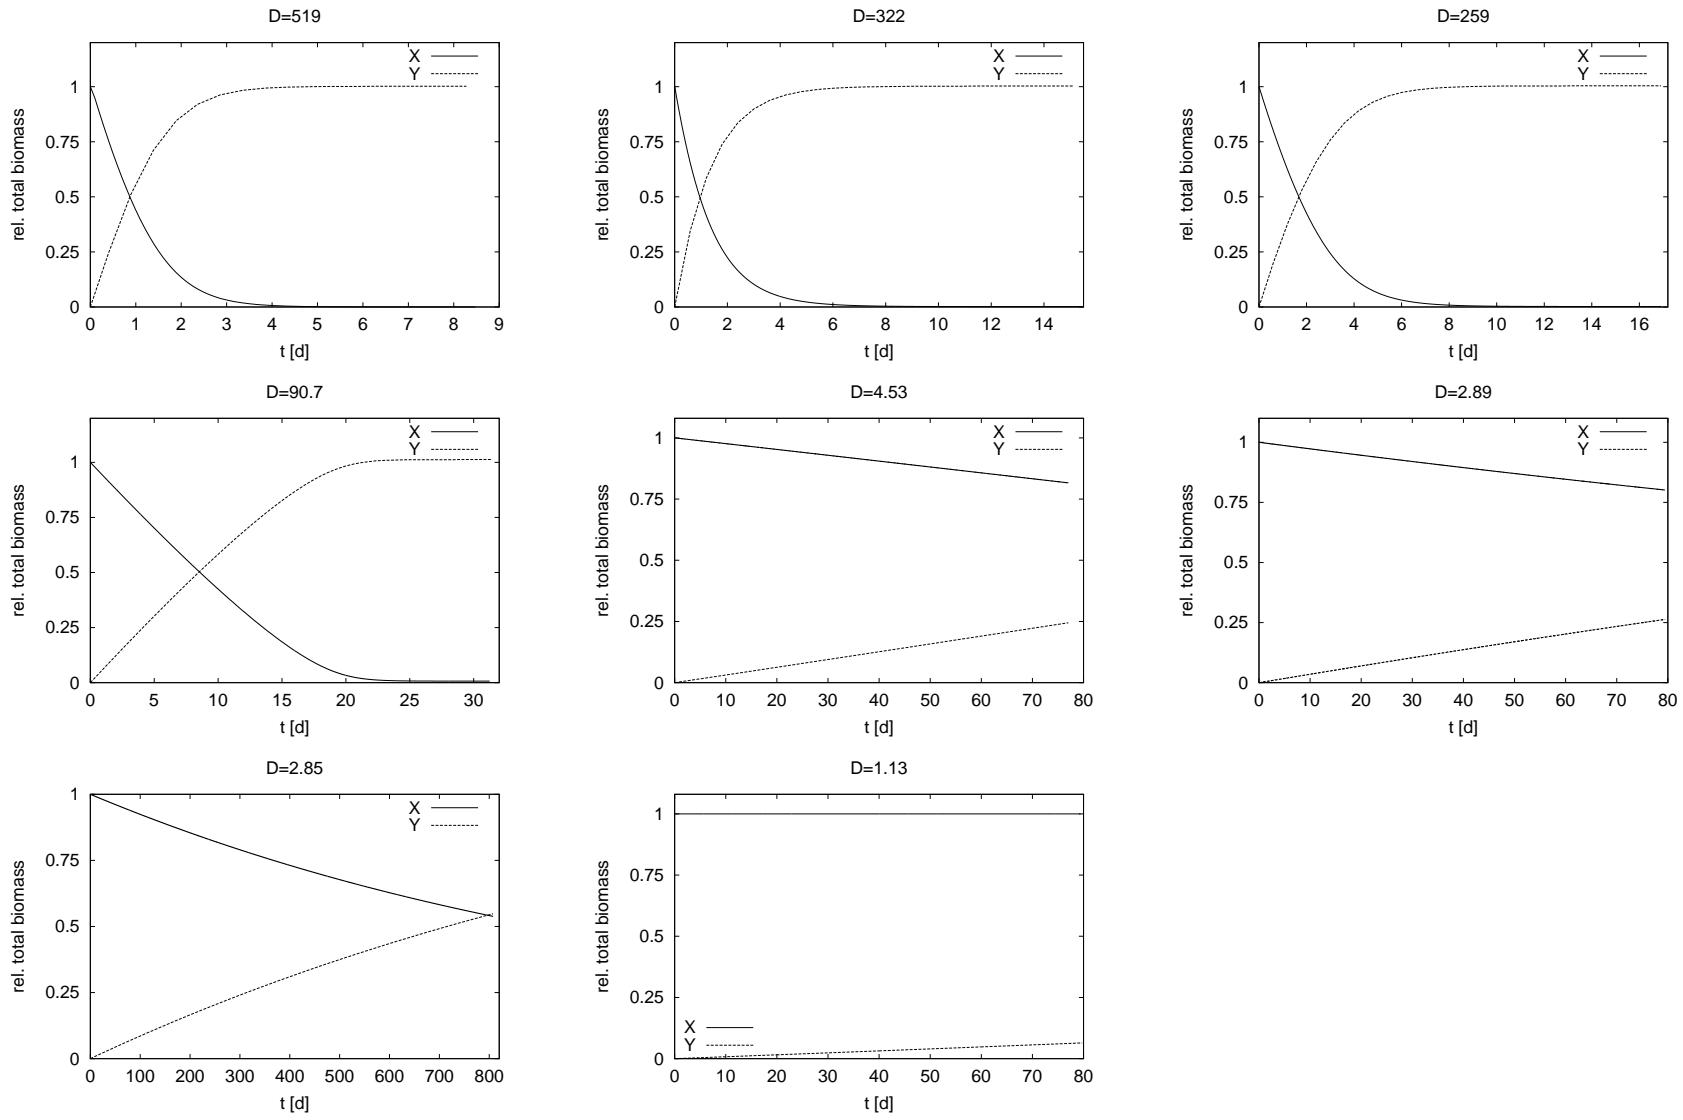 D=519
X
Y
1
0.75
0.5
0.25
0
0 1 2 3 4 5 6 7 8 9
t [d]
rel. total biomass
D=322
X
Y
1
0.75
0.5
0.25
0
0 2 4 6 8 10 12 14
t [d]
rel. total biomass
D=259
X
Y
1
0.75
0.5
0.25
0
0 2 4 6 8 10 12 14 16
t [d]
rel. total biomass
D=90.7
X
Y
1
0.75
0.5
0.25
0
0 5 10 15 20 25 30
t [d]
rel. total biomass
D=4.53
X
Y
1
0.75
0.5
0.25
0
0 10 20 30 40 50 60 70 80
t [d]
rel. total biomass
D=2.89
X
Y
1
0.75
0.5
0.25
0
0 10 20 30 40 50 60 70 80
t [d]
rel. total biomass
D=2.85
X
Y
1
0.75
0.5
0.25
0
0 100 200 300 400 500 600 700 800
t [d]
rel. total biomass
D=1.13
1
0.75
0.5
0.25
0
X
Y
0 10 20 30 40 50 60 70 80
t [d]
rel. total biomass